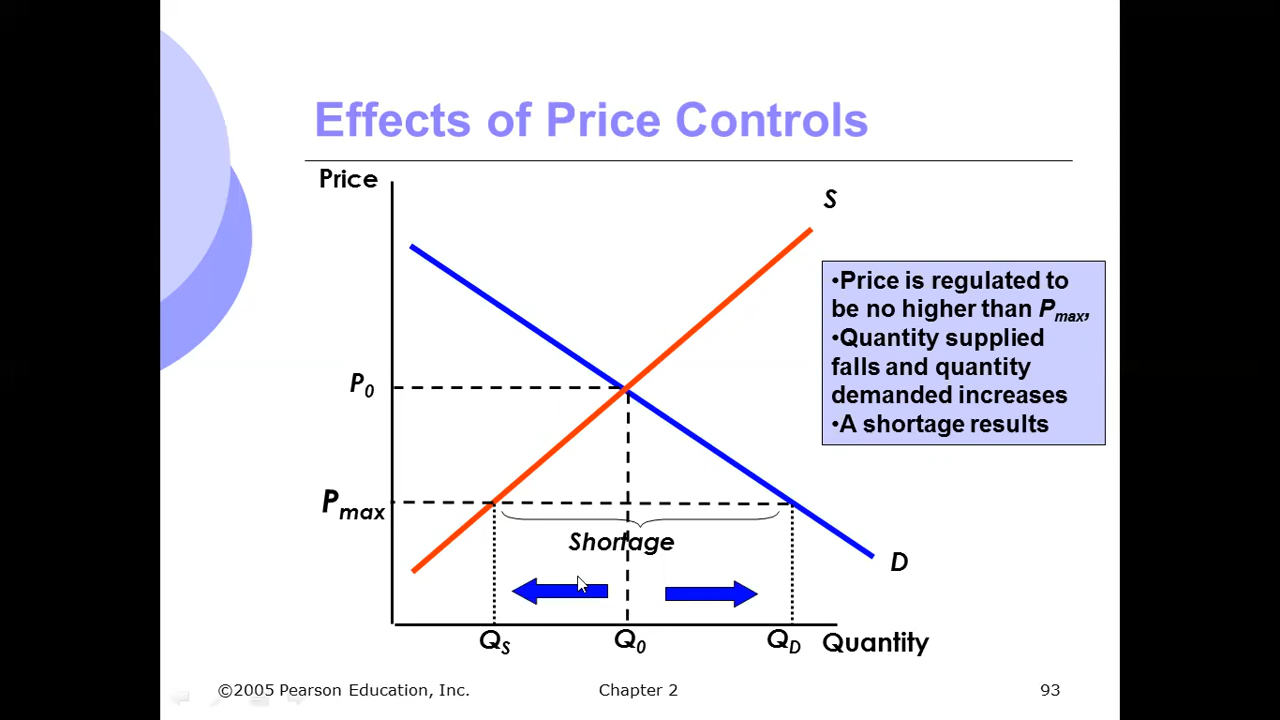 Effects of Price Controls
Price
S
•Price is regulated to
be no higher than Pmax,
•Quantity supplied
falls and quantity
demanded increases
•A shortage results
P0
Pmax
Shortage
D
QS
Q0
QD
Quantity
©2005 Pearson Education, Inc.
Chapter 2
93